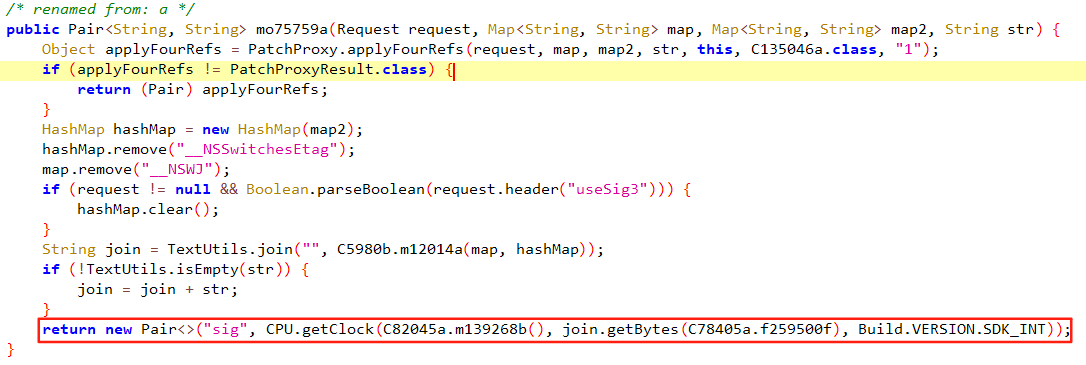 /* renamed from: a */
public Pair<String, String> mo75759a(Request request, Map<String, String> map, Map<String, String> map2, String str) {
    Object applyFourRefs = PatchProxy.applyFourRefs(request, map, map2, str, this, C135046a.class, "1");
    if (applyFourRefs != PatchProxyResult.class) {
        return (Pair) applyFourRefs;
    }
    HashMap hashMap = new HashMap(map2);
    hashMap.remove("__NSSwitchesEtag");
    map.remove("__NSWJ");
    if (request != null && Boolean.parseBoolean(request.header("useSig3"))) {
        hashMap.clear();
    }
    String join = TextUtils.join("", C5980b.m12014a(map, hashMap));
    if (!TextUtils.isEmpty(str)) {
        join = join + str;
    }
    return new Pair<>("sig", CPU.getClock(C82045a.m139268b(), join.getBytes(C78405a.f259500f), Build.VERSION.SDK_INT));
}